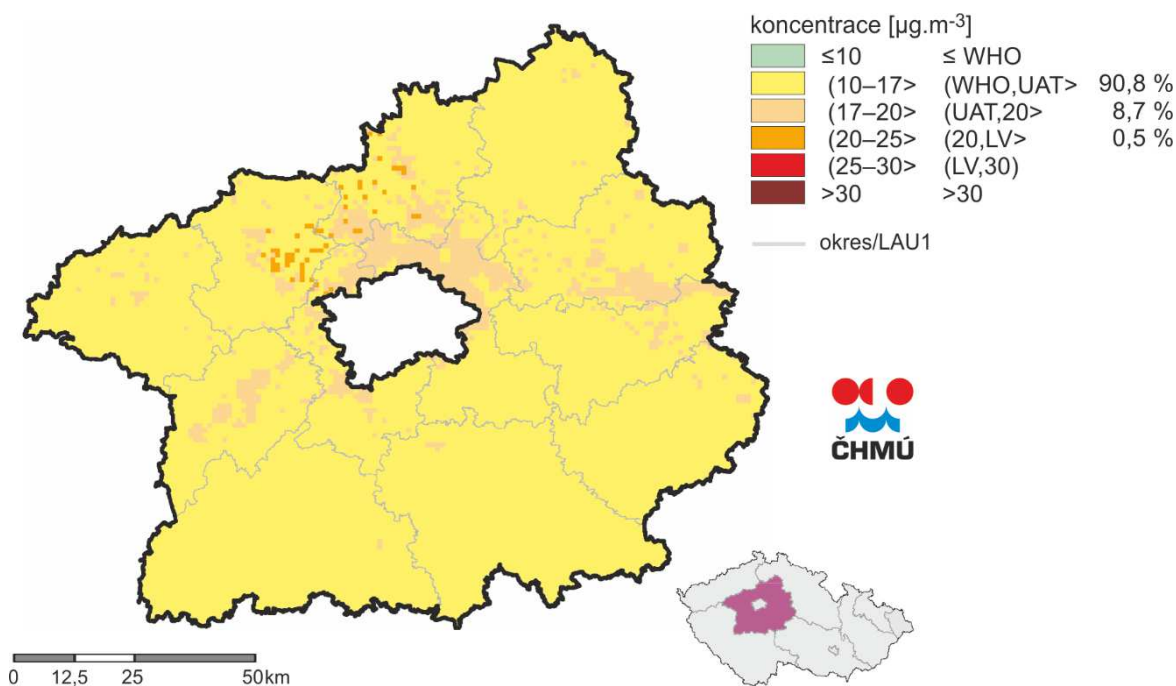 koncentrace [µg.m-3]
≤10 ≤ WHO
(10–17> (WHO,UAT> 90,8 %
(17–20> (UAT,20> 8,7 %
(20–25> (20,LV> 0,5 %
(25–30> (LV,30)
>30 >30
okres/LAU1
ČHMÚ
0 12,5 25 50km